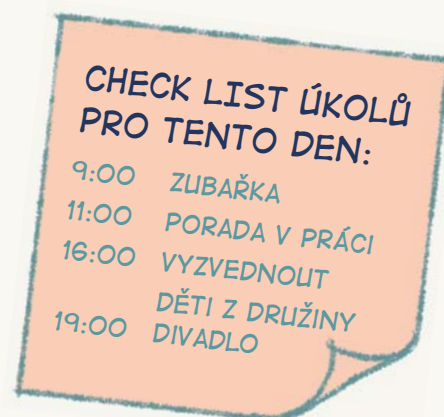 CHECK LIST ÚKOLŮ
PRO TENTO DEN:
9:00 ZUBAŘKA
11:00 PORADA V PRÁCI
16:00 VYZVEDNOUT
DĚTI Z DRUŽINY
19:00 DIVADLO